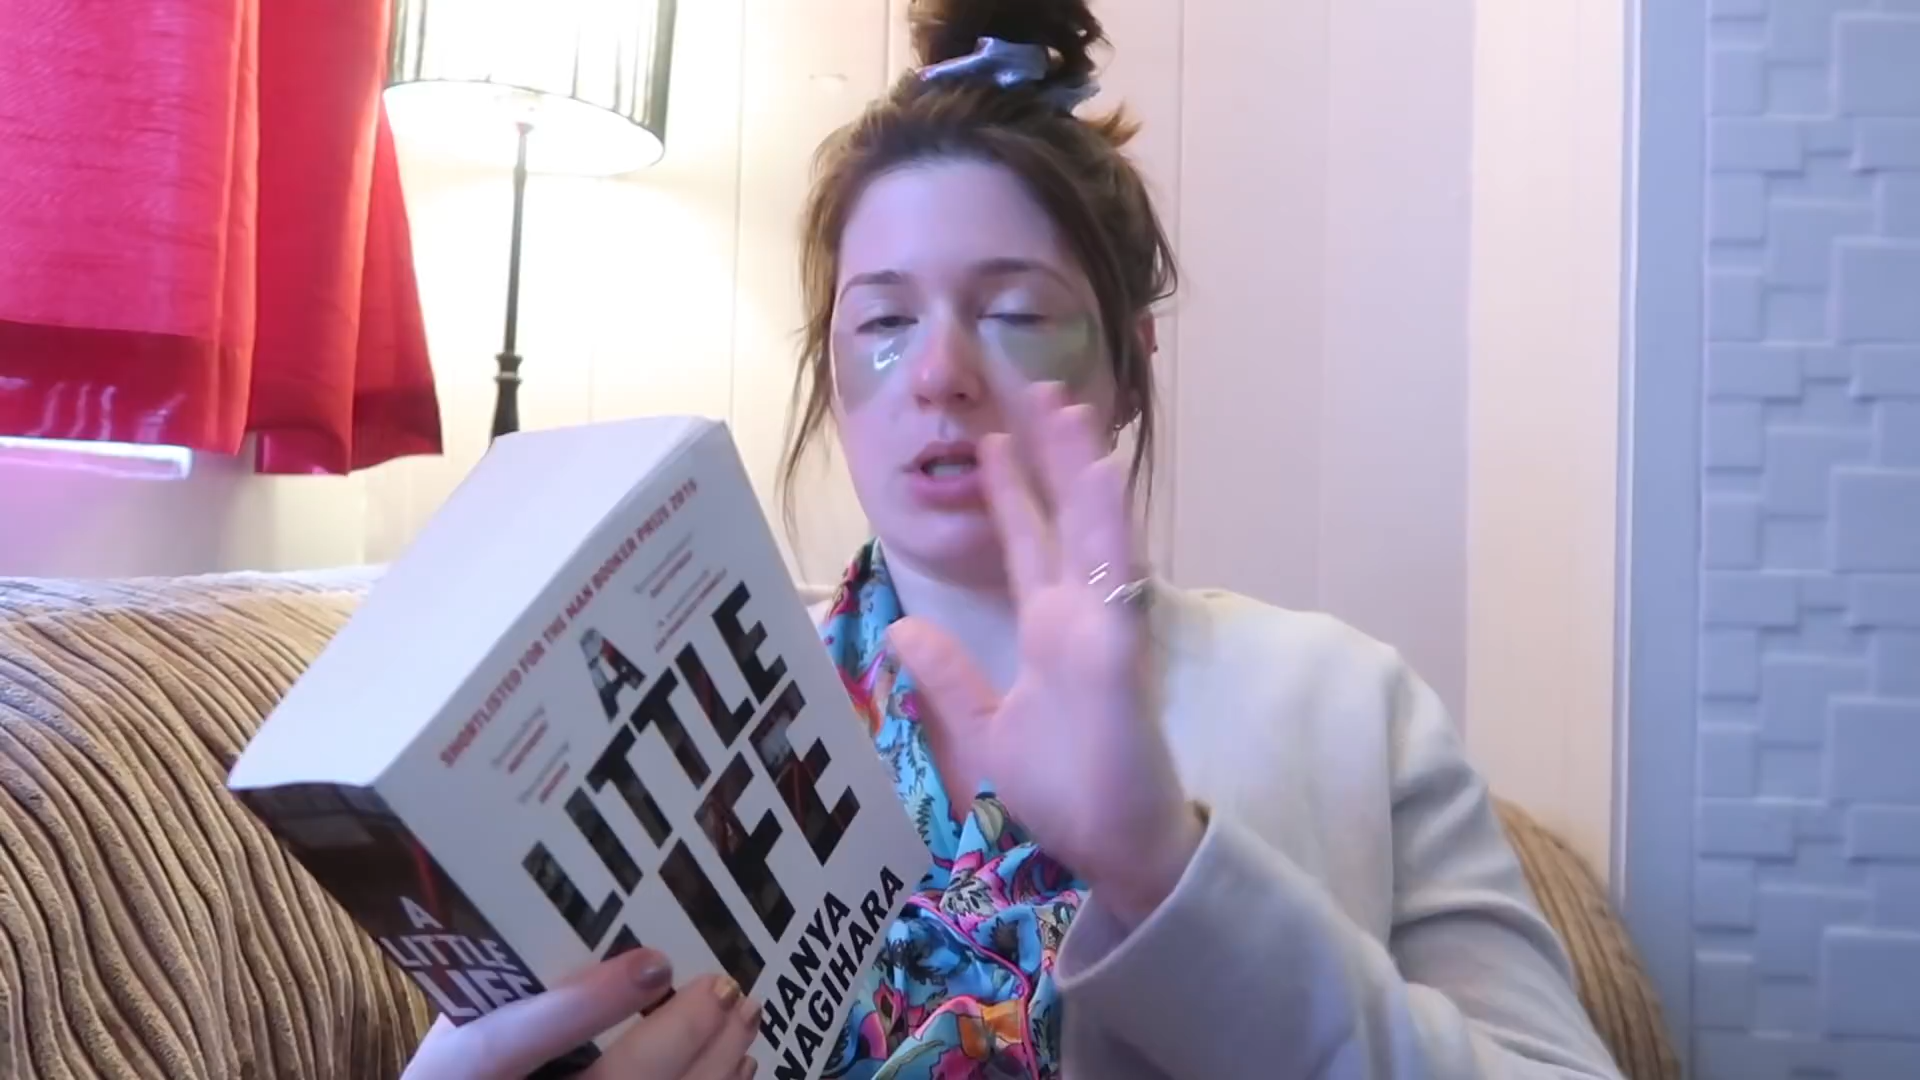 SHORTLISTED FOR THE MAN BOOKER PRIZE 2015
A
LITTLE
LIFE
HANYA
NAGIHARA
A
LITTLE
LIFE